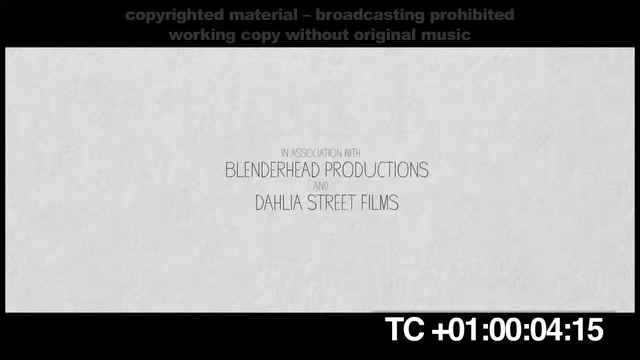 copyrighted material – broadcasting prohibited
working copy without original music
IN ASSOCIATION WITH
BLENDERHEAD PRODUCTIONS
AND
DAHLIA STREET FILMS
TC +01:00:04:15